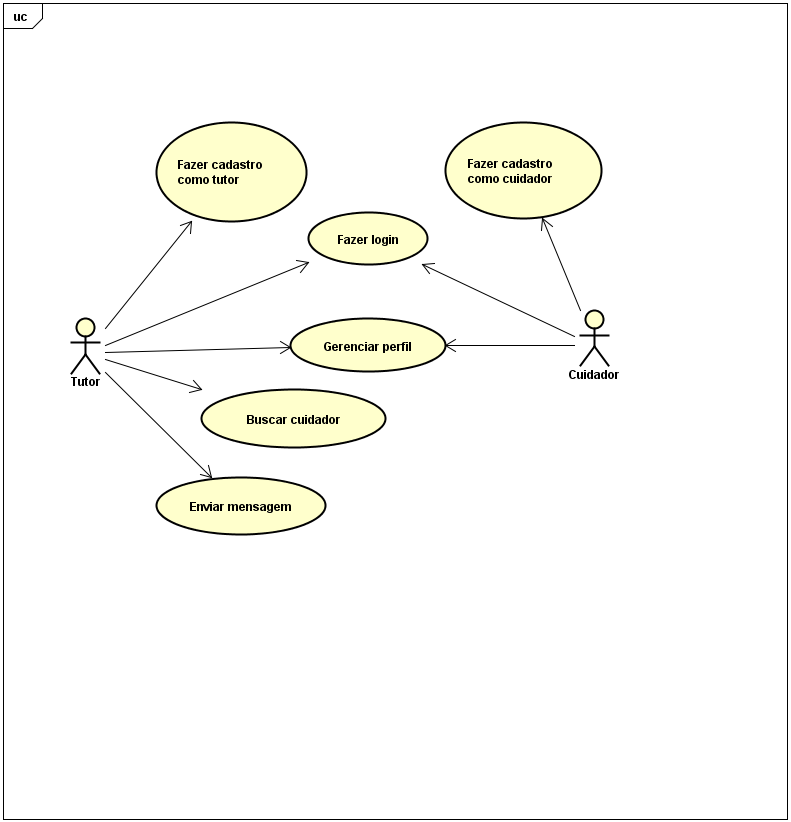 uc
Fazer cadastro
como tutor
Fazer cadastro
como cuidador
Fazer login
Gerenciar perfil
Tutor
Cuidador
Buscar cuidador
Enviar mensagem